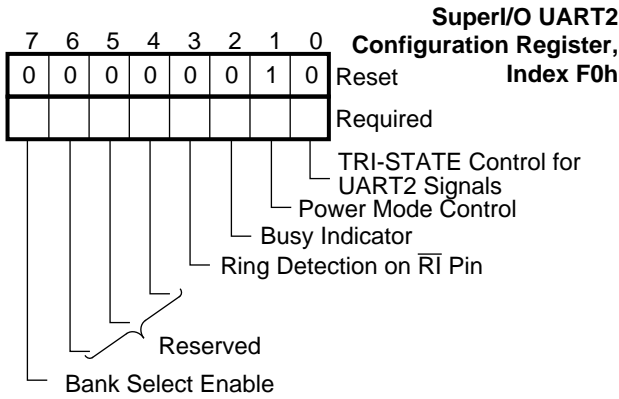 SuperI/O UART2
Configuration Register,
Index F0h
7 6 5 4 3 2 1 0
0 0 0 0 0 0 1 0 Reset
Required
TRI-STATE Control for
UART2 Signals
Power Mode Control
Busy Indicator
Ring Detection on R̅I̅ Pin
Reserved
Bank Select Enable